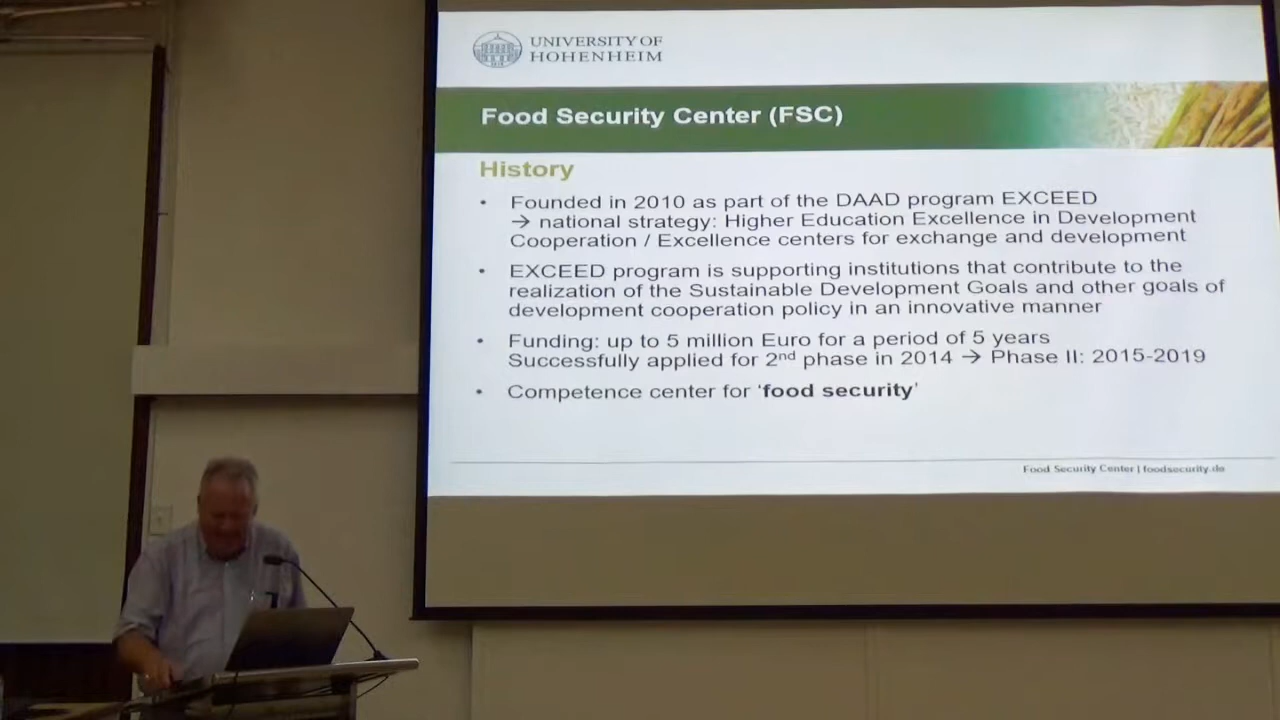 UNIVERSITY OF
HOHENHEIM
Food Security Center (FSC)
History
• Founded in 2010 as part of the DAAD program EXCEED
→ national strategy: Higher Education Excellence in Development
Cooperation / Excellence centers for exchange and development
• EXCEED program is supporting institutions that contribute to the
realization of the Sustainable Development Goals and other goals of
development cooperation policy in an innovative manner
• Funding: up to 5 million Euro for a period of 5 years
Successfully applied for 2nd phase in 2014 → Phase II: 2015-2019
• Competence center for ‘food security’
Food Security Center | foodsecurity.de